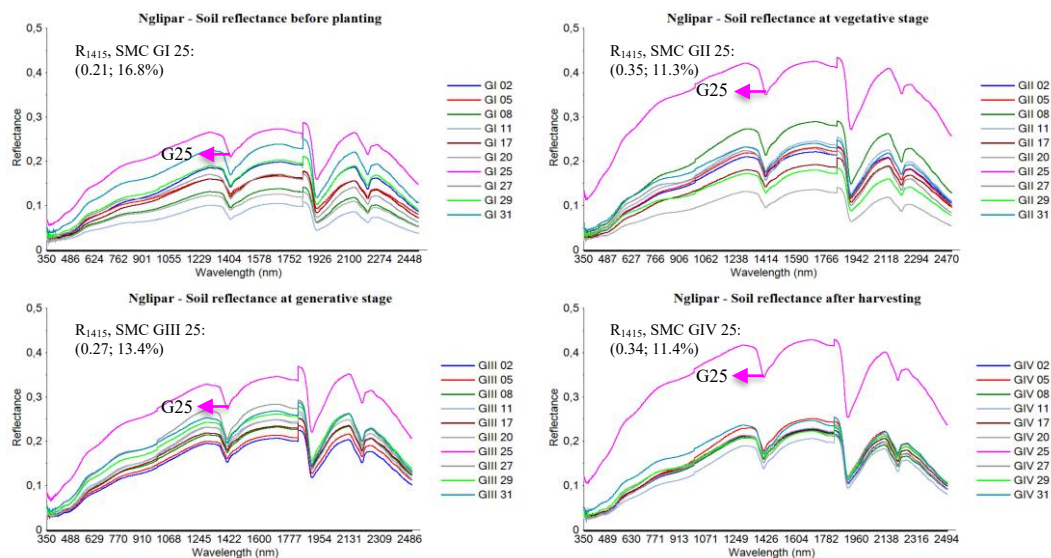 Nglipar - Soil reflectance before planting
R1415, SMC GI 25:
(0.21; 16.8%)
G25
Reflectance
0,5
0,4
0,3
0,2
0,1
0
350 486 624 762 901 1055 1229 1400 1575 1752 1926 2100 2274 2448
Wavelength (nm)
GI 02
GI 05
GI 08
GI 11
GI 17
GI 20
GI 25
GI 27
GI 29
GI 31
Nglipar - Soil reflectance at vegetative stage
R1415, SMC GII 25:
(0.35; 11.3%)
G25
Reflectance
0,5
0,4
0,3
0,2
0,1
0
350 487 626 766 906 1062 1238 1414 1590 1766 1942 2118 2294 2470
Wavelength (nm)
GII 02
GII 05
GII 08
GII 11
GII 17
GII 20
GII 25
GII 27
GII 29
GII 31
Nglipar - Soil reflectance at generative stage
R1415, SMC GIII 25:
(0.27; 13.4%)
G25
Reflectance
0,5
0,4
0,3
0,2
0,1
0
350 488 629 770 910 1069 1245 1422 1600 1777 1954 2131 2309 2486
Wavelength (nm)
GIII 02
GIII 05
GIII 08
GIII 11
GIII 17
GIII 20
GIII 25
GIII 27
GIII 29
GIII 31
Nglipar - Soil reflectance after harvesting
R1415, SMC GIV 25:
(0.34; 11.4%)
G25
Reflectance
0,5
0,4
0,3
0,2
0,1
0
350 489 630 771 913 1071 1250 1427 1605 1782 1960 2138 2316 2494
Wavelength (nm)
GIV 02
GIV 05
GIV 08
GIV 11
GIV 17
GIV 20
GIV 25
GIV 27
GIV 29
GIV 31